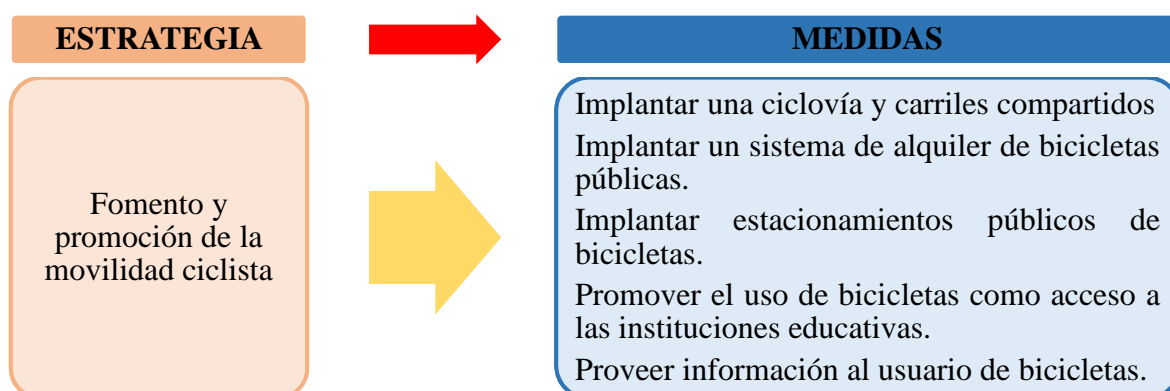 ESTRATEGIA
MEDIDAS
Fomento y
promoción de la
movilidad ciclista
Implantar una ciclovía y carriles compartidos
Implantar un sistema de alquiler de bicicletas
públicas.
Implantar estacionamientos públicos de
bicicletas.
Promover el uso de bicicletas como acceso a
las instituciones educativas.
Proveer información al usuario de bicicletas.